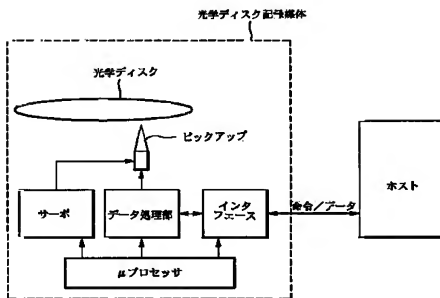 光学ディスク記録媒体
光学ディスク
ピックアップ
サーボ
データ処理部
インタ
フェース
命令／データ
ホスト
μプロセッサ